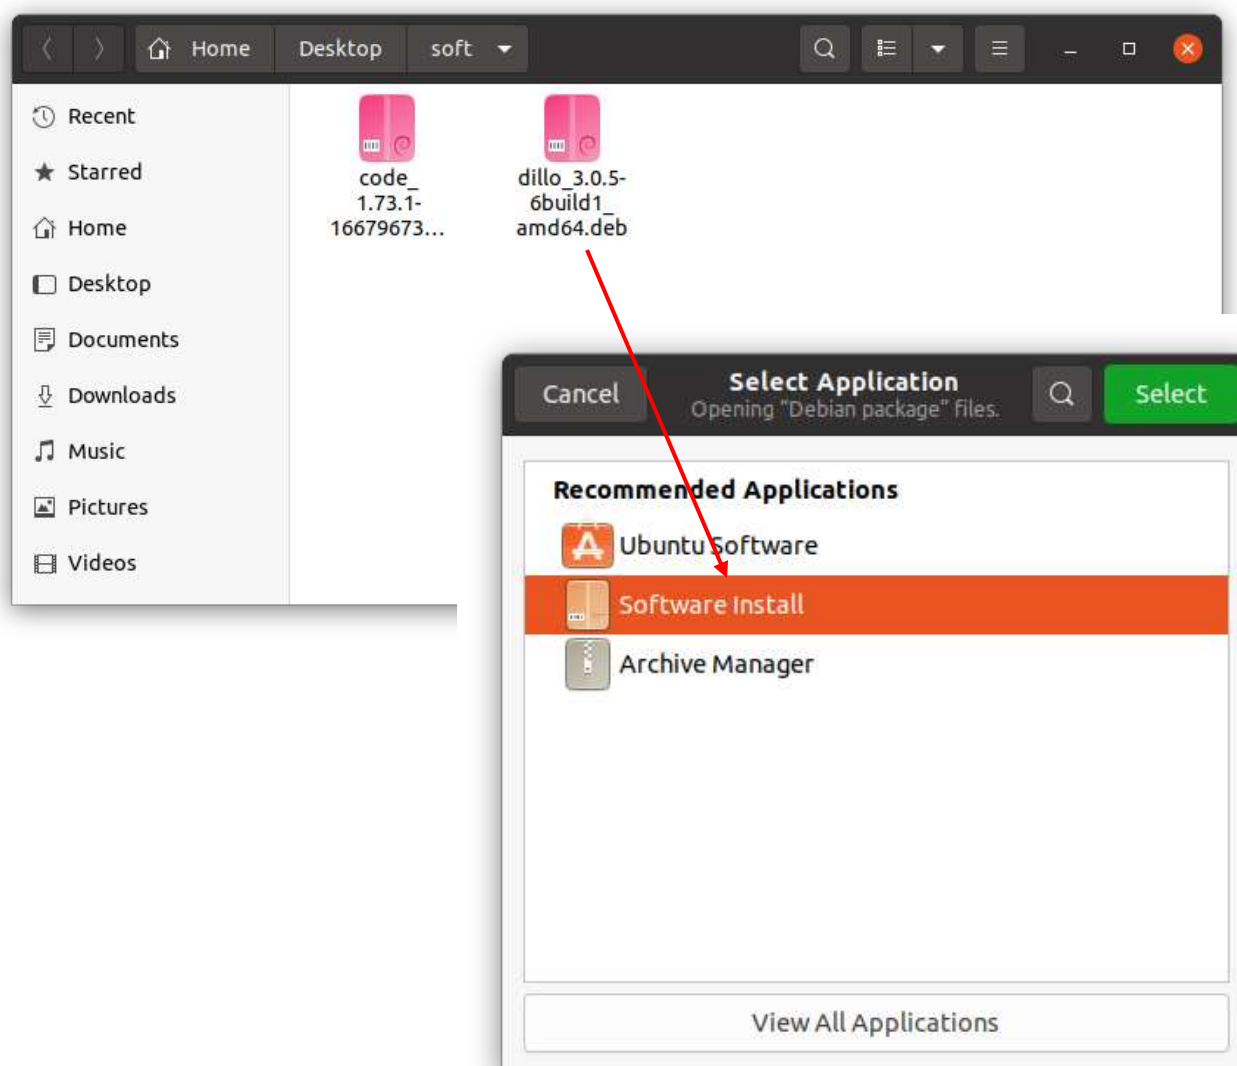 Home
Desktop
soft
Recent
Starred
Home
Desktop
Documents
Downloads
Music
Pictures
Videos
code_
1.73.1-
16679673...
dillo_3.0.5-
6build1_
amd64.deb
Cancel
Select Application
Opening "Debian package" files.
Select
Recommended Applications
Ubuntu Software
Software Install
Archive Manager
View All Applications